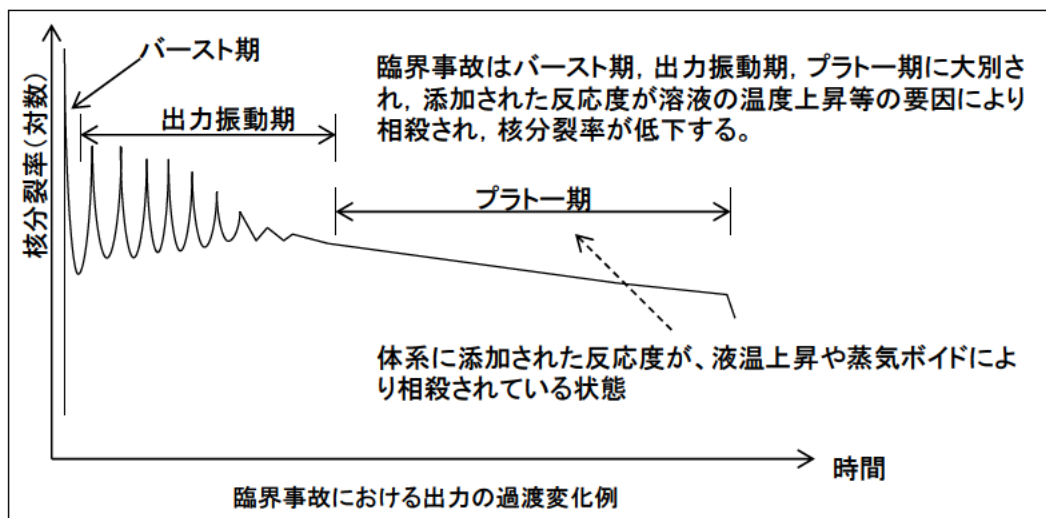 バースト期
臨界事故はバースト期，出力振動期，プラトー期に大別さ
れ，添加された反応度が溶液の温度上昇等の要因により
相殺され，核分裂率が低下する。
出力振動期
プラトー期
核分裂率(対数)
体系に添加された反応度が、液温上昇や蒸気ボイドによ
り相殺されている状態
時間
臨界事故における出力の過渡変化例